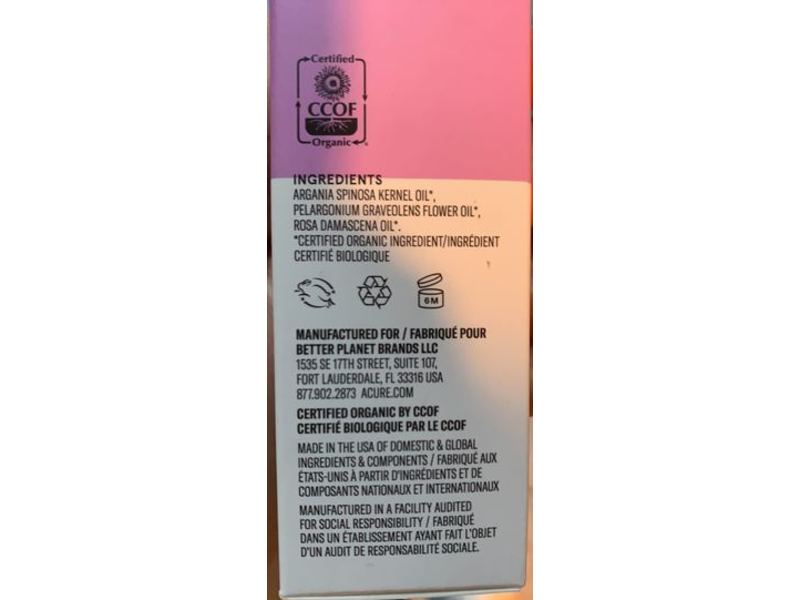 Certified
CCOF
Organic
INGREDIENTS
ARGANIA SPINOSA KERNEL OIL*,
PELARGONIUM GRAVEOLENS FLOWER OIL*,
ROSA DAMASCENA OIL*.
*CERTIFIED ORGANIC INGREDIENT/INGRÉDIENT
CERTIFIÉ BIOLOGIQUE
6M
MANUFACTURED FOR / FABRIQUÉ POUR
BETTER PLANET BRANDS LLC
1535 SE 17TH STREET, SUITE 107,
FORT LAUDERDALE, FL 33316 USA
877.902.2873 ACURE.COM
CERTIFIED ORGANIC BY CCOF
CERTIFIÉ BIOLOGIQUE PAR LE CCOF
MADE IN THE USA OF DOMESTIC & GLOBAL
INGREDIENTS & COMPONENTS / FABRIQUÉ AUX
ÉTATS-UNIS À PARTIR D'INGRÉDIENTS ET DE
COMPOSANTS NATIONAUX ET INTERNATIONAUX
MANUFACTURED IN A FACILITY AUDITED
FOR SOCIAL RESPONSIBILITY / FABRIQUÉ
DANS UN ÉTABLISSEMENT AYANT FAIT L'OBJET
D'UN AUDIT DE RESPONSABILITÉ SOCIALE.